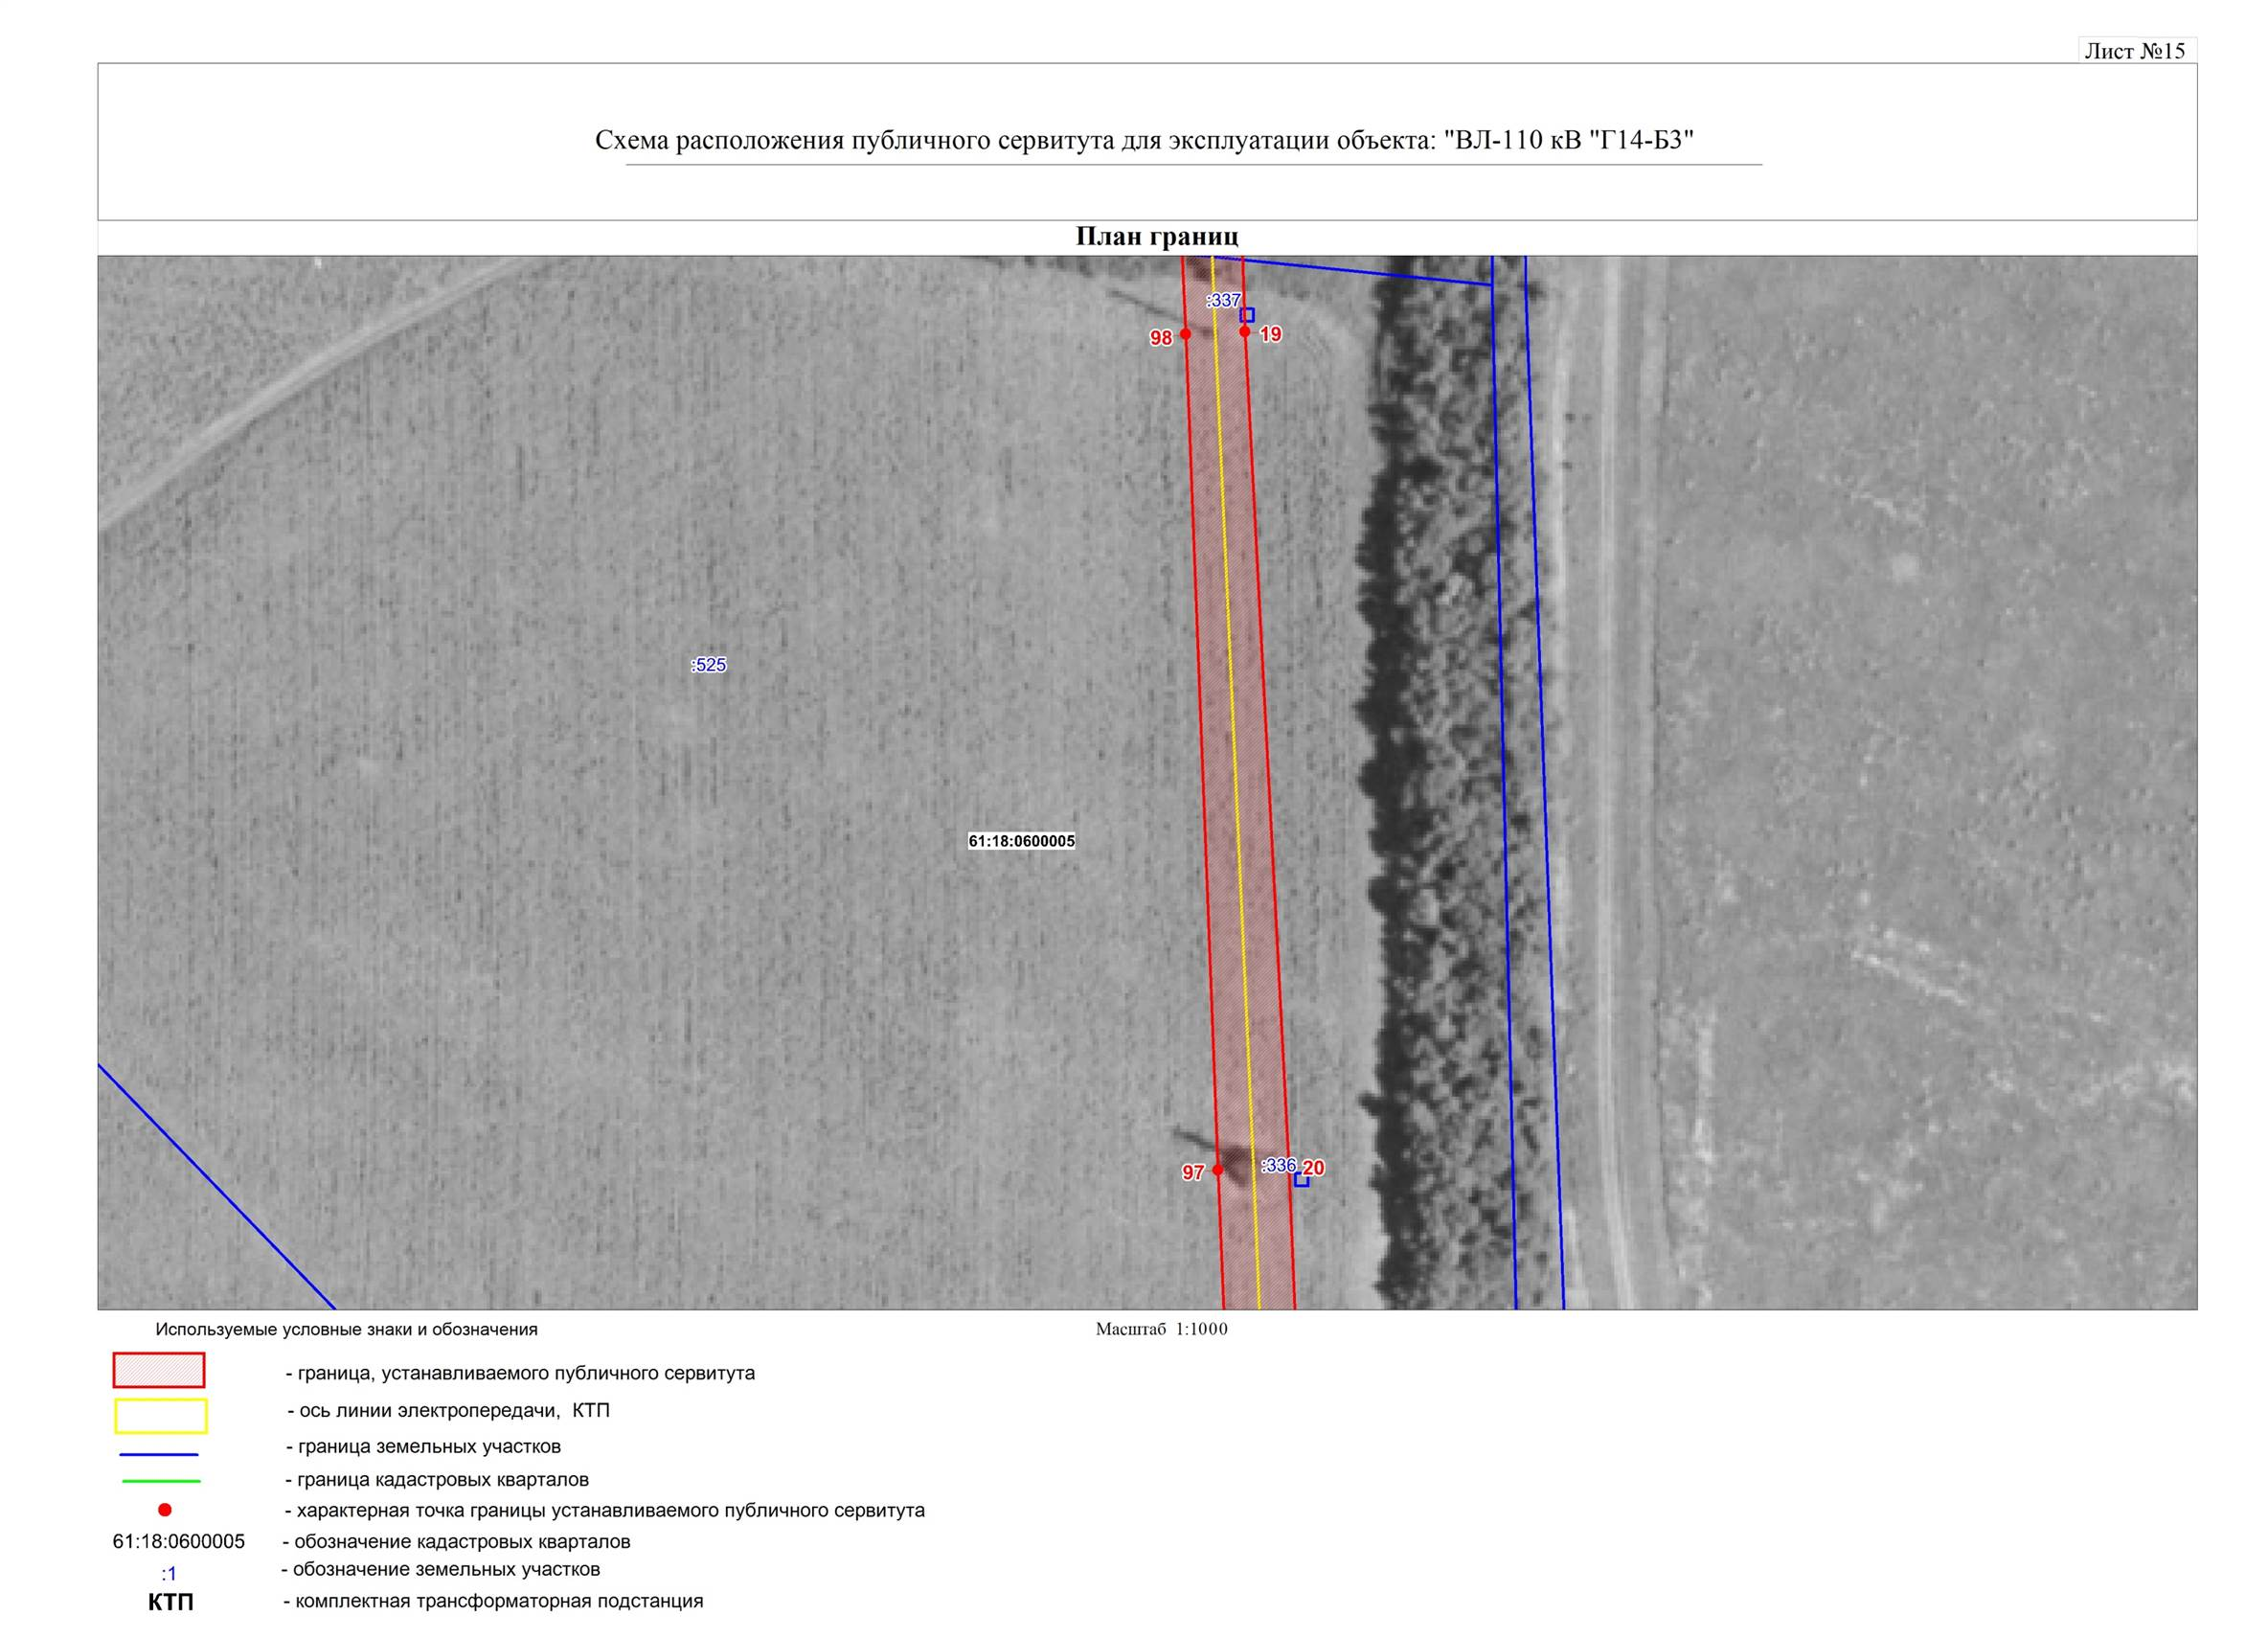 Лист №15
Схема расположения публичного сервитута для эксплуатации объекта: "ВЛ-110 кВ "Г14-Б3"
План границ
:337
98
19
:525
61:18:0600005
97
:336
20
Используемые условные знаки и обозначения
Масштаб 1:1000
- граница, устанавливаемого публичного сервитута
- ось линии электропередачи, КТП
- граница земельных участков
- граница кадастровых кварталов
- характерная точка границы устанавливаемого публичного сервитута
61:18:0600005 - обозначение кадастровых кварталов
:1 - обозначение земельных участков
КТП - комплектная трансформаторная подстанция